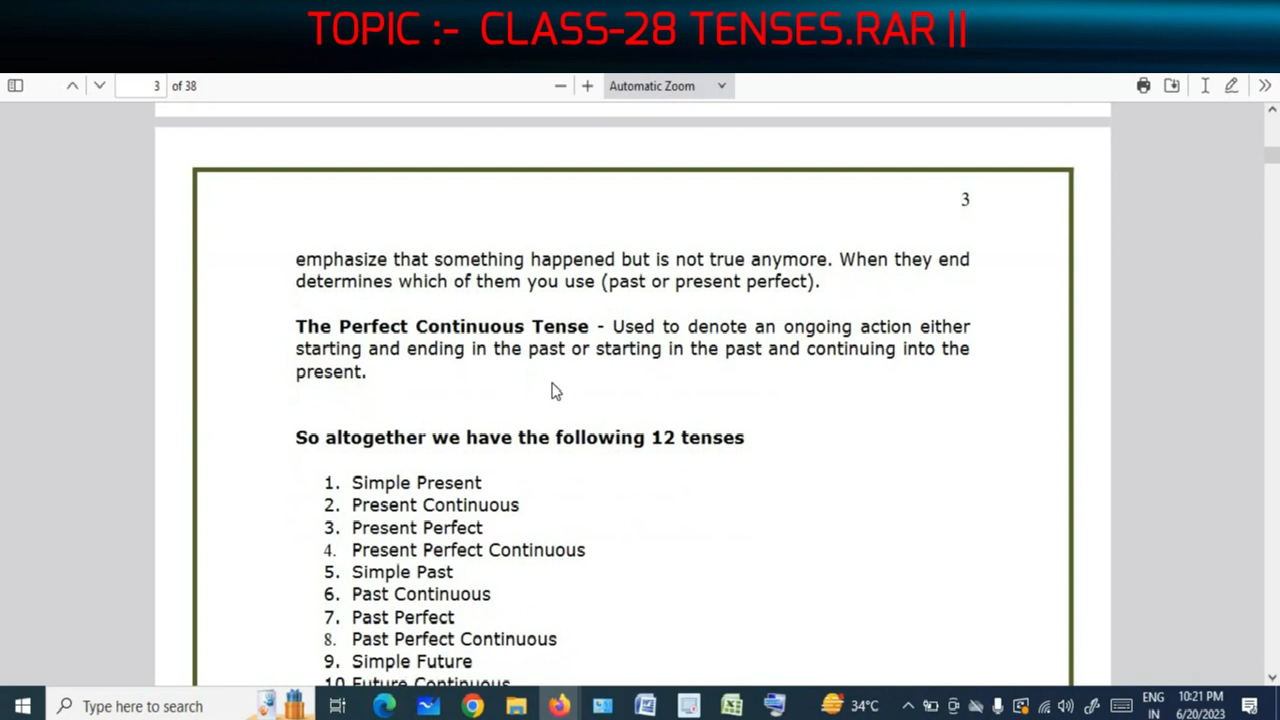 TOPIC :- CLASS-28 TENSES.RAR ||
3 of 38
Automatic Zoom
3
emphasize that something happened but is not true anymore. When they end
determines which of them you use (past or present perfect).
The Perfect Continuous Tense - Used to denote an ongoing action either
starting and ending in the past or starting in the past and continuing into the
present.
So altogether we have the following 12 tenses
1. Simple Present
2. Present Continuous
3. Present Perfect
4. Present Perfect Continuous
5. Simple Past
6. Past Continuous
7. Past Perfect
8. Past Perfect Continuous
9. Simple Future
10 Future Continuous
Type here to search
34°C
ENG
IN
10:21 PM
6/20/2023